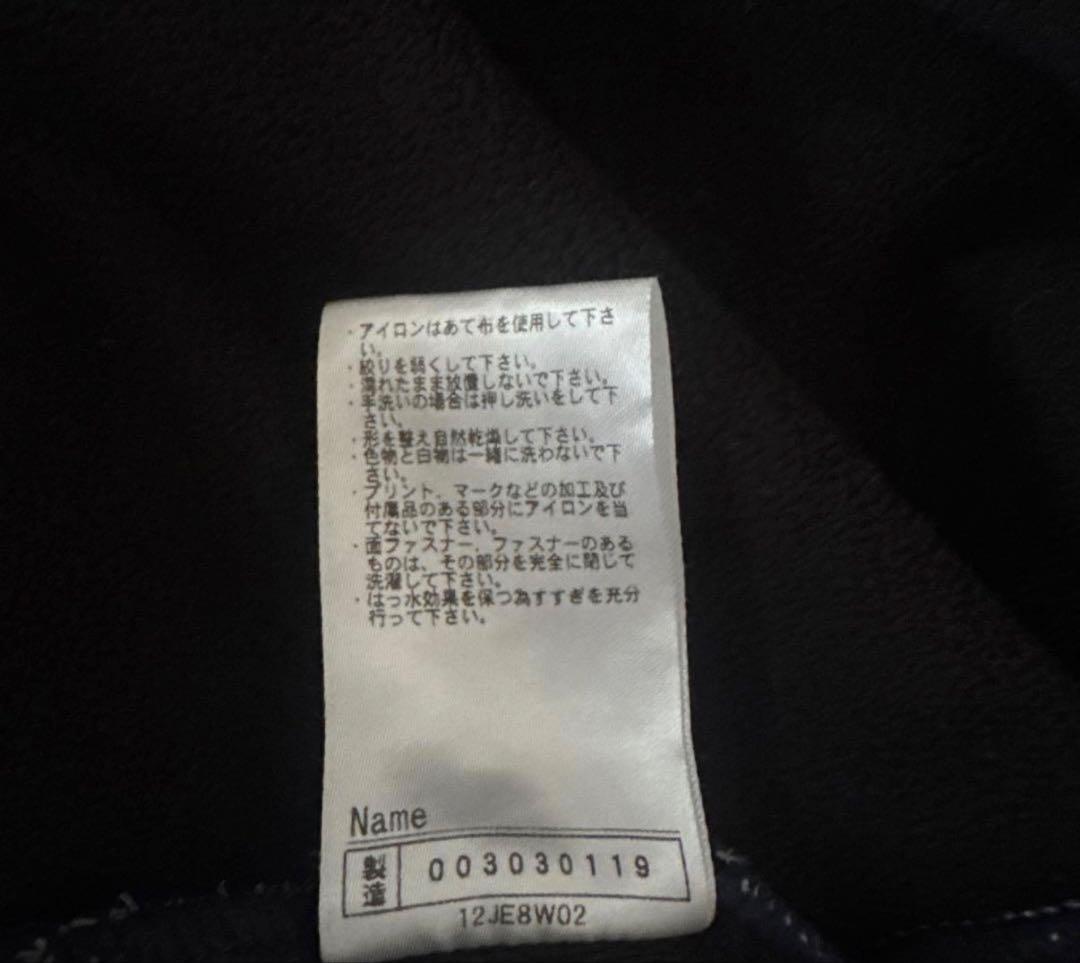 ・アイロンはあて布を使用して下さ
い。
・絞りを弱くして下さい。
・濡れたまま放置しないで下さい。
・手洗いの場合は押し洗いをして下
さい。
・形を整え自然乾燥して下さい。
・色物と白物は一緒に洗わないで下
さい。
・プリント、マークなどの加工及び
付属品のある部分にアイロンを当
てないで下さい。
・面ファスナー、ファスナーのある
ものは、その部分を完全に閉じて
洗濯して下さい。
・はっ水効果を保つ為すすぎを充分
行って下さい。
Name
製造 003030119
12JE8W02